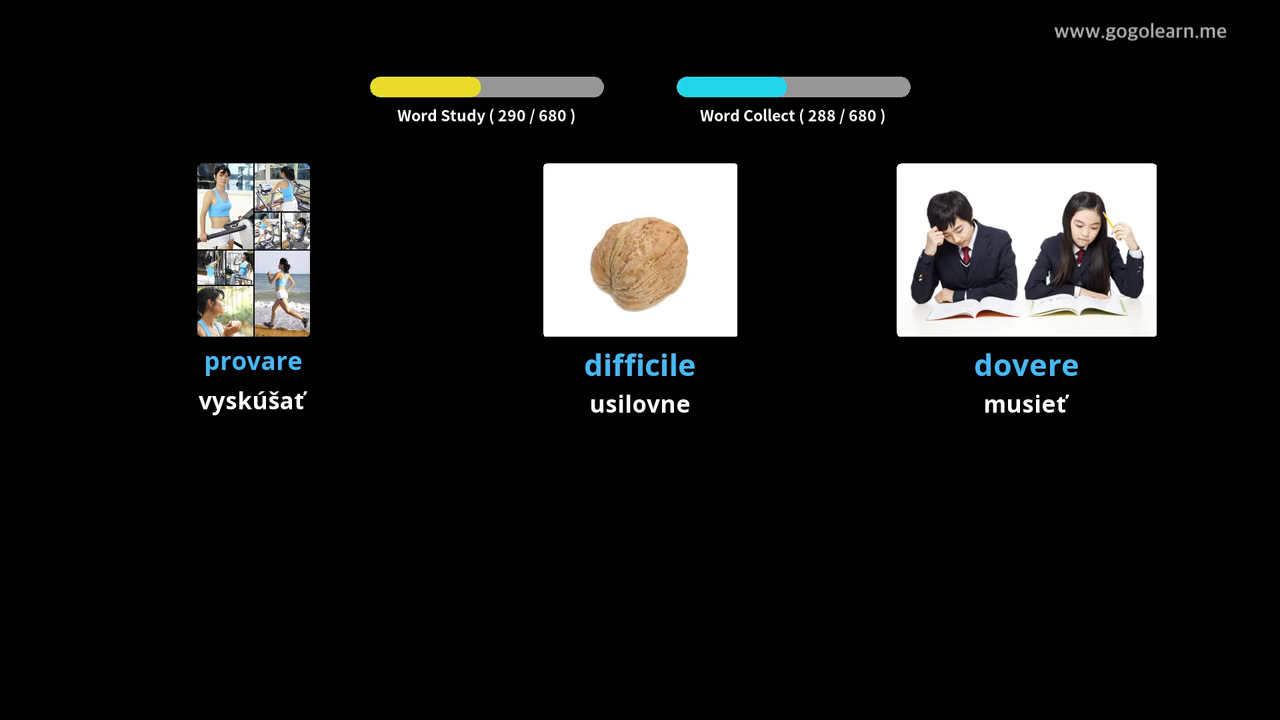 www.gogolearn.me
Word Study ( 290 / 680 )
Word Collect ( 288 / 680 )
provare
difficile
dovere
vyskúšať
usilovne
musieť